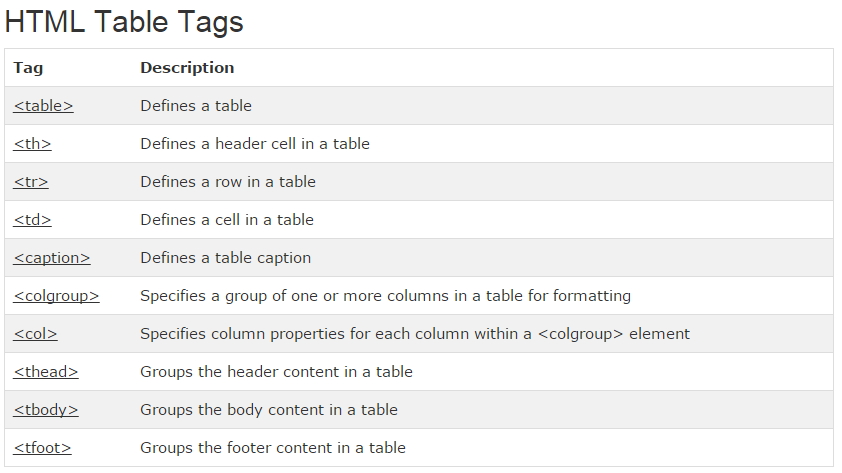 HTML Table Tags
Tag Description
<table> Defines a table
<th> Defines a header cell in a table
<tr> Defines a row in a table
<td> Defines a cell in a table
<caption> Defines a table caption
<colgroup> Specifies a group of one or more columns in a table for formatting
<col> Specifies column properties for each column within a <colgroup> element
<thead> Groups the header content in a table
<tbody> Groups the body content in a table
<tfoot> Groups the footer content in a table